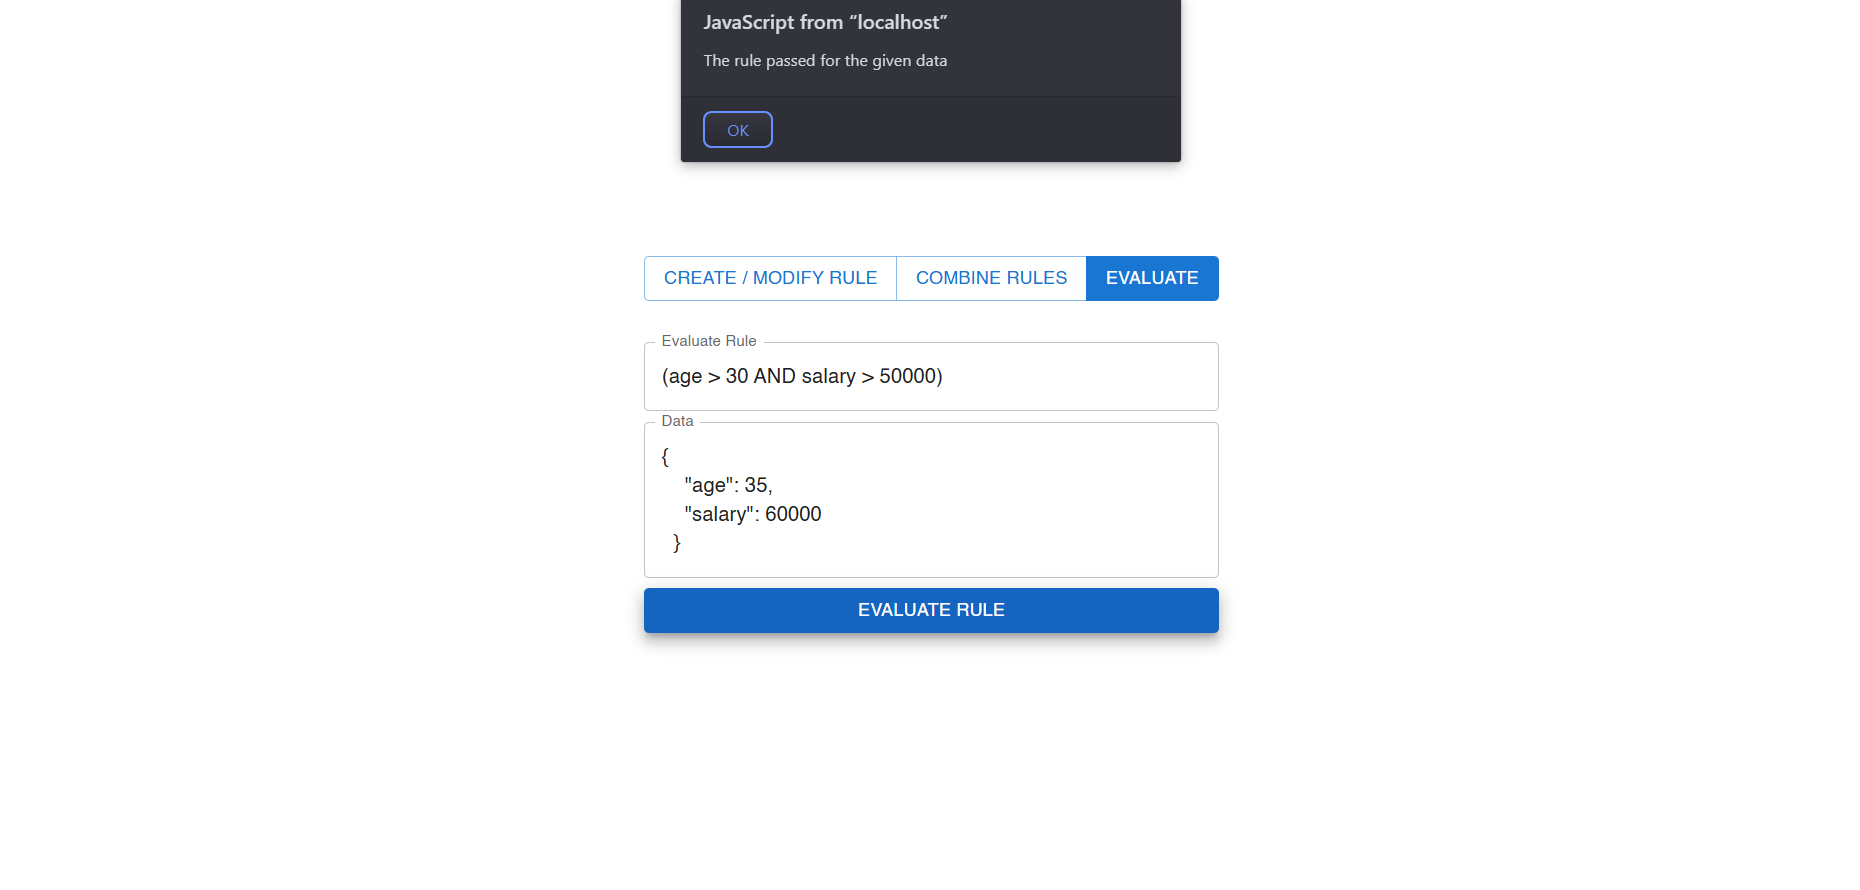 JavaScript from “localhost”
The rule passed for the given data
OK
CREATE / MODIFY RULE
COMBINE RULES
EVALUATE
Evaluate Rule
(age > 30 AND salary > 50000)
Data
{
"age": 35,
"salary": 60000
}
EVALUATE RULE